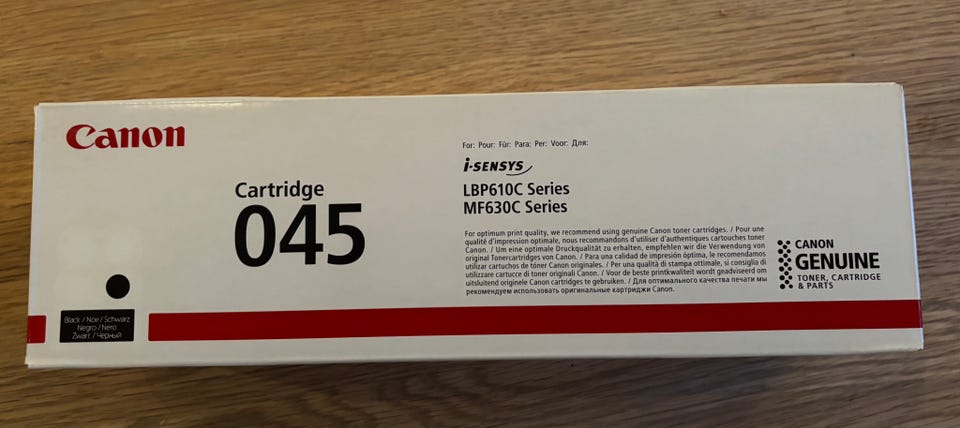 Canon
Cartridge
045
Black / Noir / Schwarz
Negro / Nero
Zwart / Чёрный
For: Pour: Für: Para: Per: Voor: Для:
i-SENSYS
LBP610C Series
MF630C Series
For optimum print quality, we recommend using genuine Canon toner cartridges. / Pour une
qualité d'impression optimale, nous recommandons d'utiliser d'authentiques cartouches toner
Canon. / Um eine optimale Druckqualität zu erhalten, empfehlen wir die Verwendung von
original Tonercartridges von Canon. / Para una calidad de impresión óptima, le recomendamos
utilizar cartuchos de tóner Canon originales. / Per una qualità di stampa ottimale, si consiglia di
utilizzare cartucce di toner originali Canon. / Voor de beste printkwaliteit wordt geadviseerd om
uitsluitend originele Canon cartridges te gebruiken. / Для оптимального качества печати мы
рекомендуем использовать оригинальные картриджи Canon.
CANON
GENUINE
TONER, CARTRIDGE
& PARTS